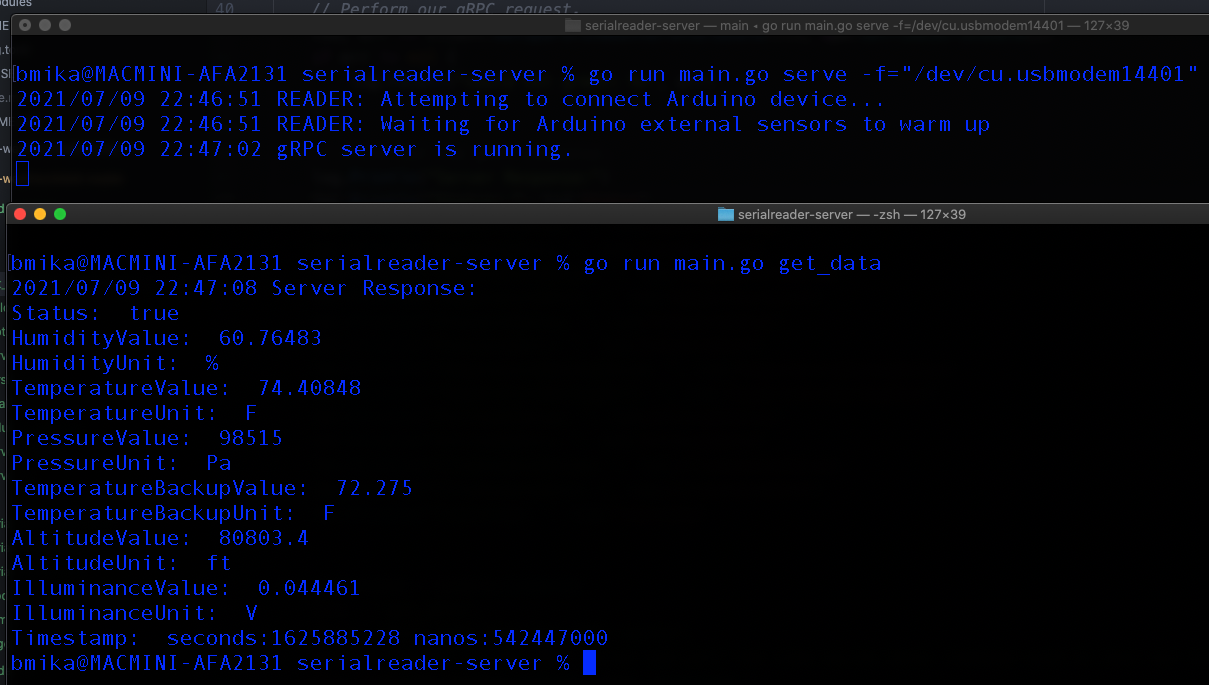 odules
40 // Perform our gRPC request.
serialreader-server — main • go run main.go serve -f=/dev/cu.usbmodem14401 — 127×39
[bmika@MACMINI-AFA2131 serialreader-server % go run main.go serve -f="/dev/cu.usbmodem14401"
2021/07/09 22:46:51 READER: Attempting to connect Arduino device...
2021/07/09 22:46:51 READER: Waiting for Arduino external sensors to warm up
2021/07/09 22:47:02 gRPC server is running.
serialreader-server — -zsh — 127×39
[bmika@MACMINI-AFA2131 serialreader-server % go run main.go get_data
2021/07/09 22:47:08 Server Response:
Status:  true
HumidityValue:  60.76483
HumidityUnit:  %
TemperatureValue:  74.40848
TemperatureUnit:  F
PressureValue:  98515
PressureUnit:  Pa
TemperatureBackupValue:  72.275
TemperatureBackupUnit:  F
AltitudeValue:  80803.4
AltitudeUnit:  ft
IlluminanceValue:  0.044461
IlluminanceUnit:  V
Timestamp:  seconds:1625885228 nanos:542447000
bmika@MACMINI-AFA2131 serialreader-server %